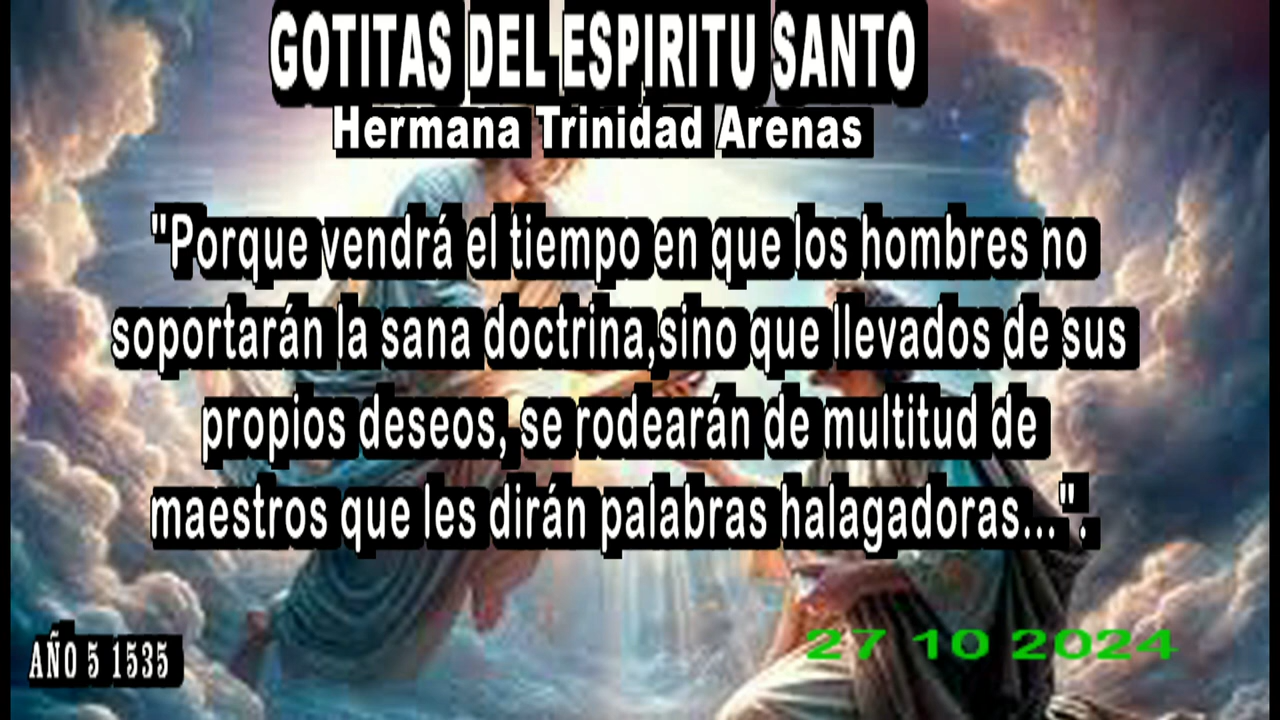 GOTITAS DEL ESPIRITU SANTO
Hermana Trinidad Arenas
"Porque vendrá el tiempo en que los hombres no
soportarán la sana doctrina,sino que llevados de sus
propios deseos, se rodearán de multitud de
maestros que les dirán palabras halagadoras...".
AÑO 5 1535
27 10 2024